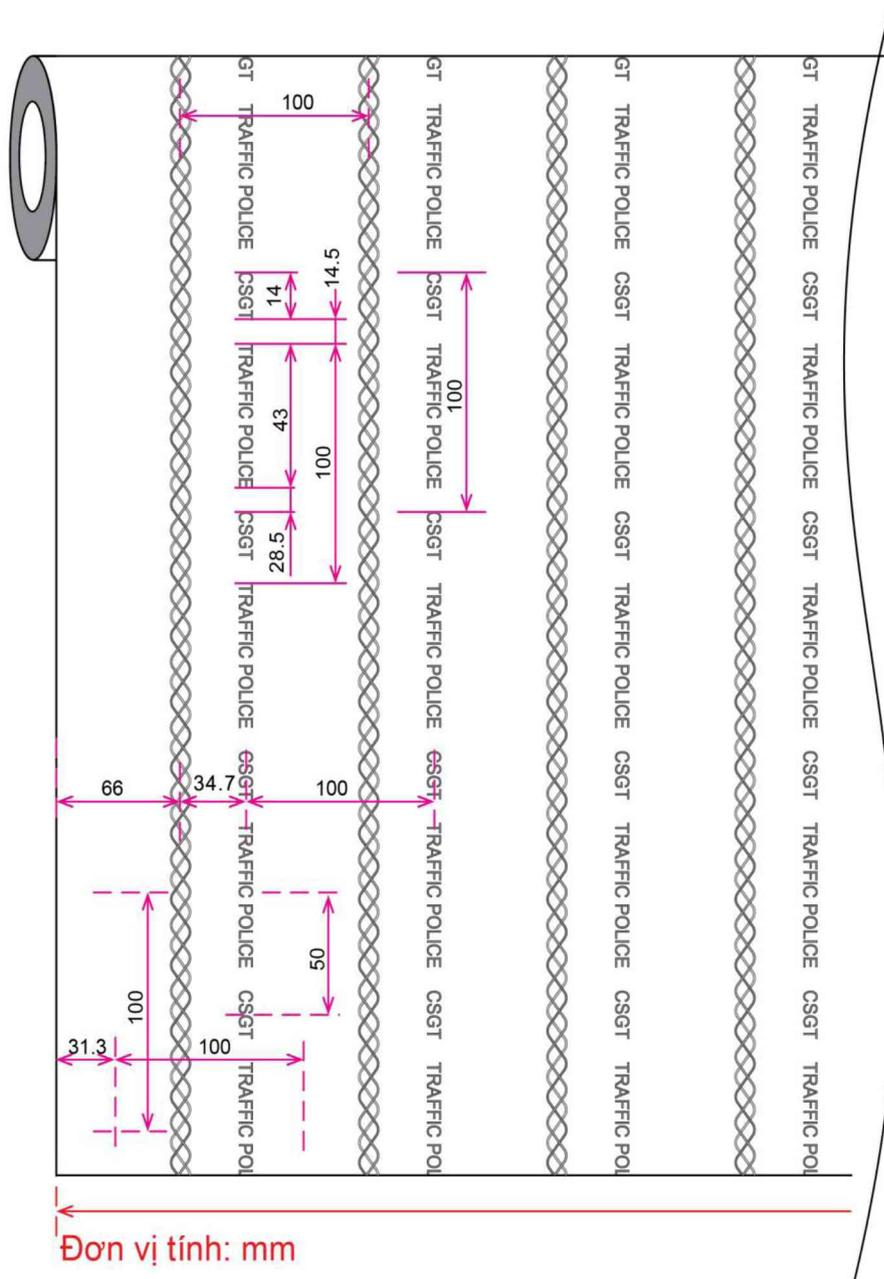 GT TRAFFIC POLICE CSGT TRAFFIC POLICE CSGT TRAFFIC POLICE CSGT TRAFFIC POLICE CSGT TRAFFIC POL
GT TRAFFIC POLICE CSGT TRAFFIC POLICE CSGT TRAFFIC POLICE CSGT TRAFFIC POLICE CSGT TRAFFIC POL
GT TRAFFIC POLICE CSGT TRAFFIC POLICE CSGT TRAFFIC POLICE CSGT TRAFFIC POLICE CSGT TRAFFIC POL
GT TRAFFIC POLICE CSGT TRAFFIC POLICE CSGT TRAFFIC POLICE CSGT TRAFFIC POLICE CSGT TRAFFIC POL
100
14
14.5
43
100
100
28.5
66
34.7
100
100
50
31.3
100
Đơn vị tính: mm